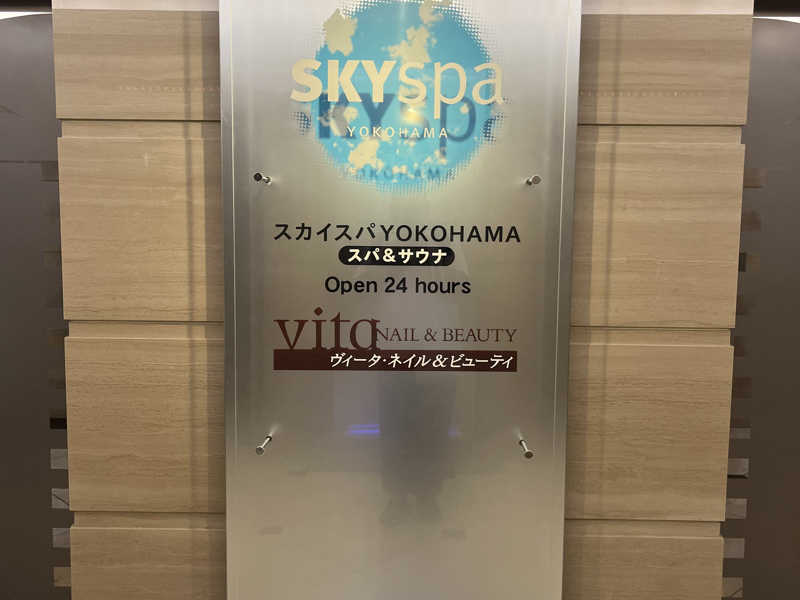 SKYspa
YOKOHAMA
スカイスパYOKOHAMA
スパ&サウナ
Open 24 hours
vita NAIL & BEAUTY
ヴィータ・ネイル&ビューティ